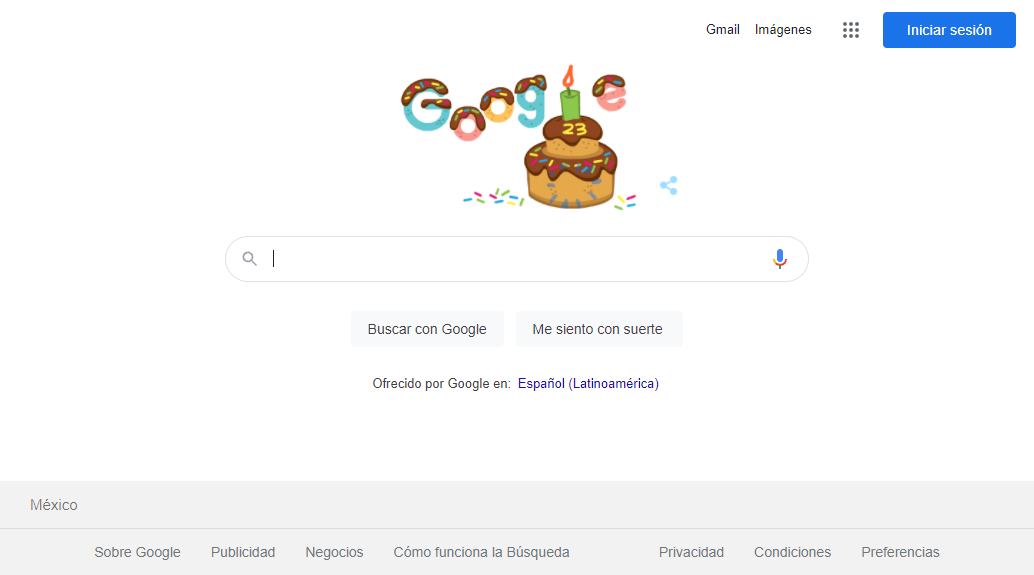 Gmail Imágenes Iniciar sesión
Google
23
Buscar con Google Me siento con suerte
Ofrecido por Google en: Español (Latinoamérica)
México
Sobre Google Publicidad Negocios Cómo funciona la Búsqueda Privacidad Condiciones Preferencias